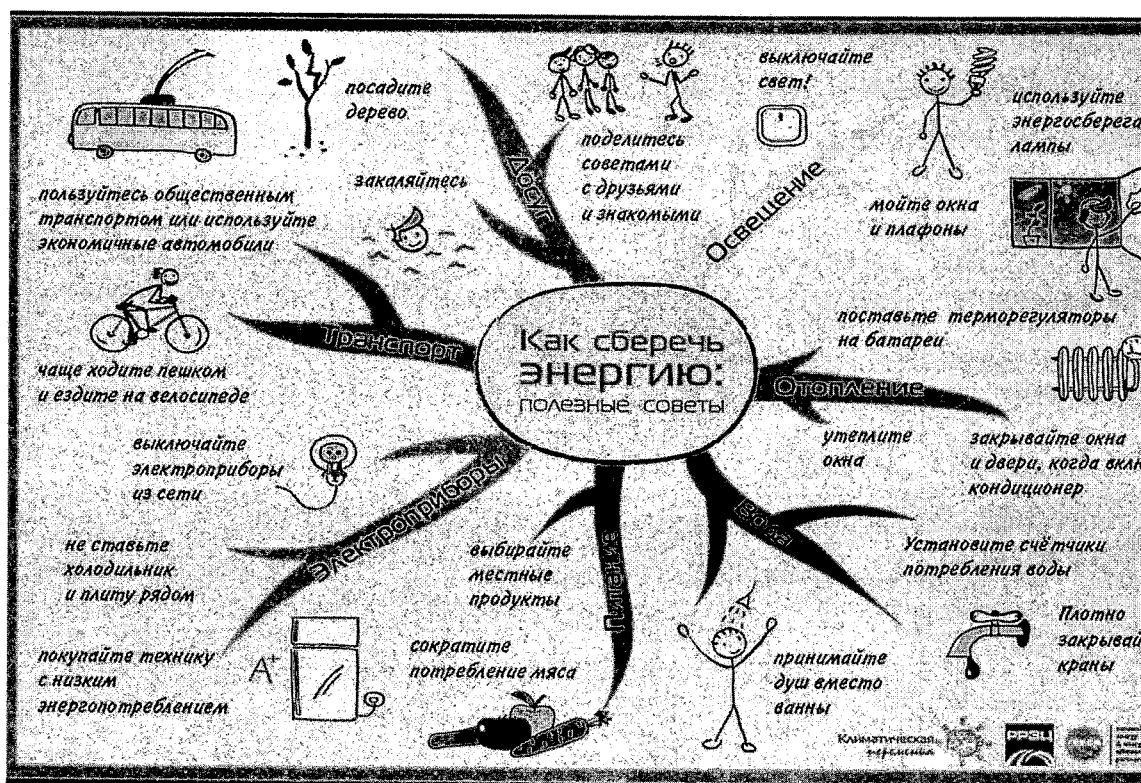 Как сберечь
энергию:
полезные советы
Досуг
посадите
дерево
закаляйтесь
поделитесь
советами
с друзьями
и знакомыми
Освещение
выключайте
свет!
используйте
энергосберега
лампы
мойте окна
и плафоны
Транспорт
пользуйтесь общественным
транспортом или используйте
экономичные автомобили
чаще ходите пешком
и ездите на велосипеде
Отопление
поставьте терморегуляторы
на батареи
утеплите
окна
закрывайте окна
и двери, когда вклю
кондиционер
Электроприборы
выключайте
электроприборы
из сети
не ставьте
холодильник
и плиту рядом
покупайте технику
с низким
энергопотреблением
A+
Питание
выбирайте
местные
продукты
сократите
потребление мяса
Вода
Установите счётчики
потребления воды
Плотно
закрывай
краны
принимайте
душ вместо
ванны
Климатическая
перемена
РРЭЦ